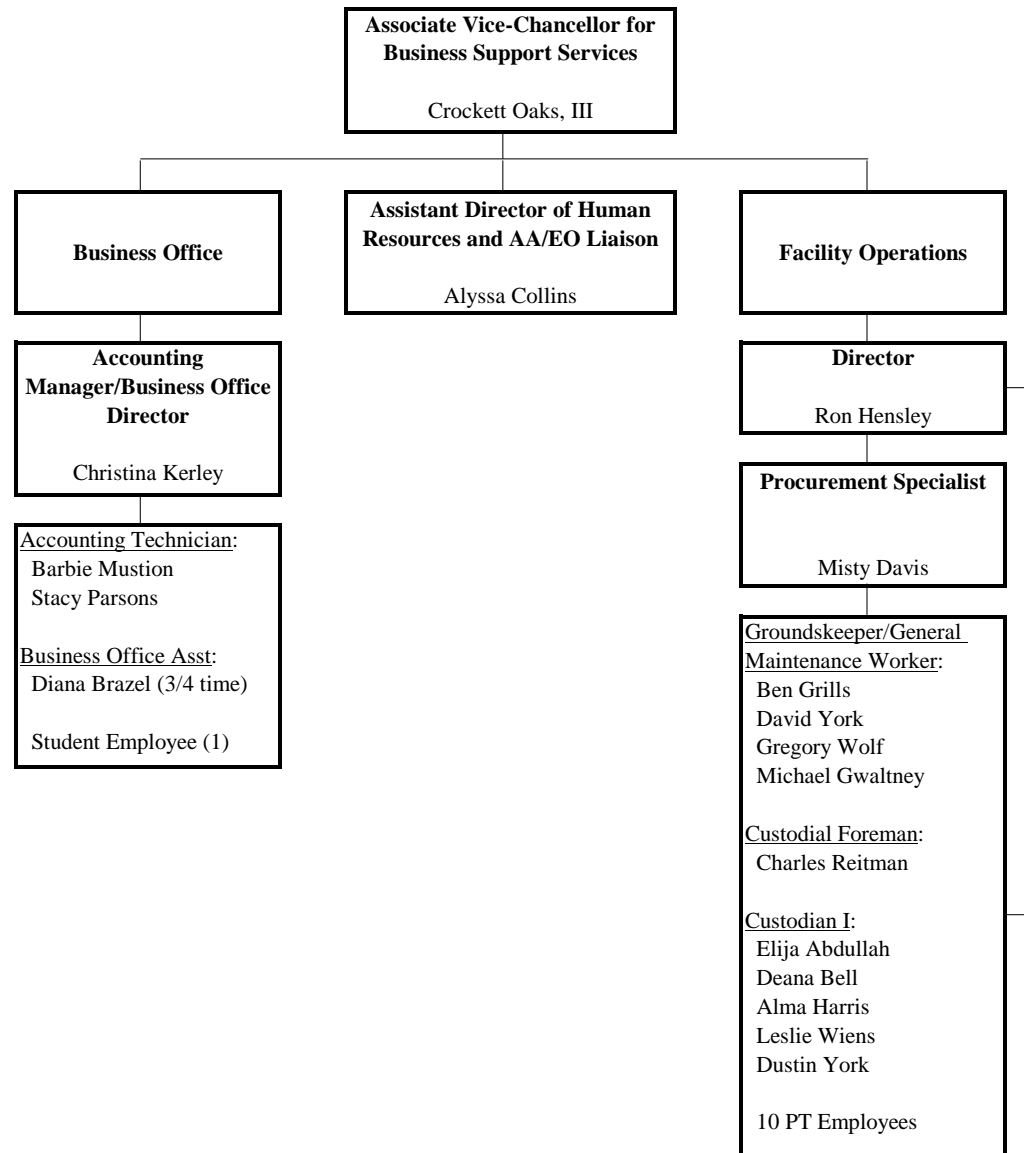 Associate Vice-Chancellor for
Business Support Services
Crockett Oaks, III
Business Office
Assistant Director of Human
Resources and AA/EO Liaison
Alyssa Collins
Facility Operations
Accounting
Manager/Business Office
Director
Christina Kerley
Director
Ron Hensley
Procurement Specialist
Misty Davis
Accounting Technician:
Barbie Mustion
Stacy Parsons
Business Office Asst:
Diana Brazel (3/4 time)
Student Employee (1)
Groundskeeper/General
Maintenance Worker:
Ben Grills
David York
Gregory Wolf
Michael Gwaltney
Custodial Foreman:
Charles Reitman
Custodian I:
Elija Abdullah
Deana Bell
Alma Harris
Leslie Wiens
Dustin York
10 PT Employees